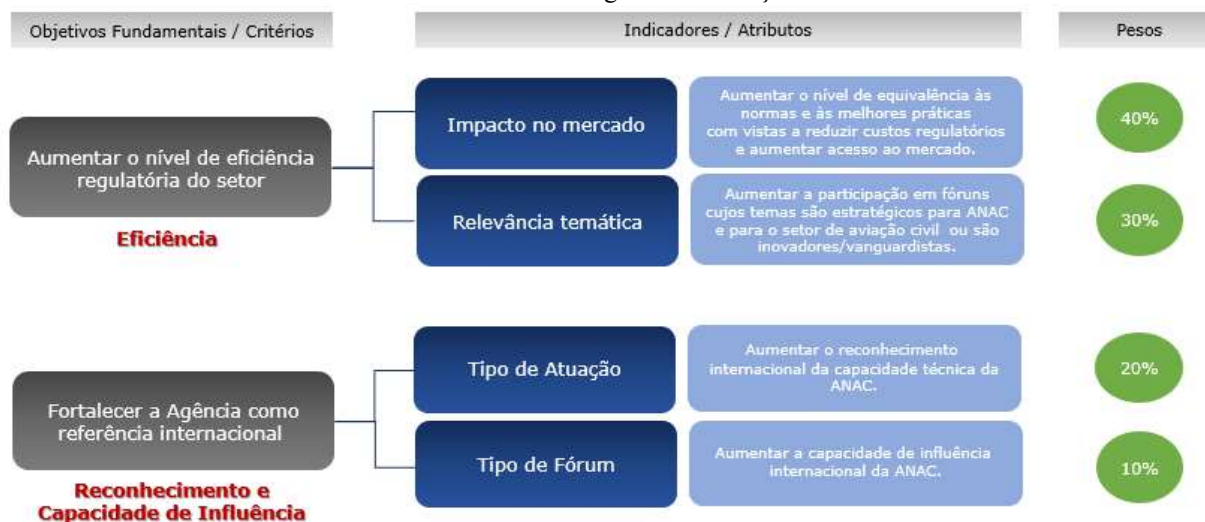 Objetivos Fundamentais / Critérios
Indicadores / Atributos
Pesos
Aumentar o nível de eficiência
regulatória do setor
Eficiência
Impacto no mercado
Aumentar o nível de equivalência às
normas e às melhores práticas
com vistas a reduzir custos regulatórios
e aumentar acesso ao mercado.
40%
Relevância temática
Aumentar a participação em fóruns
cujos temas são estratégicos para ANAC
e para o setor de aviação civil ou são
inovadores/vanguardistas.
30%
Fortalecer a Agência como
referência internacional
Reconhecimento e
Capacidade de Influência
Tipo de Atuação
Aumentar o reconhecimento
internacional da capacidade técnica da
ANAC.
20%
Tipo de Fórum
Aumentar a capacidade de influência
internacional da ANAC.
10%